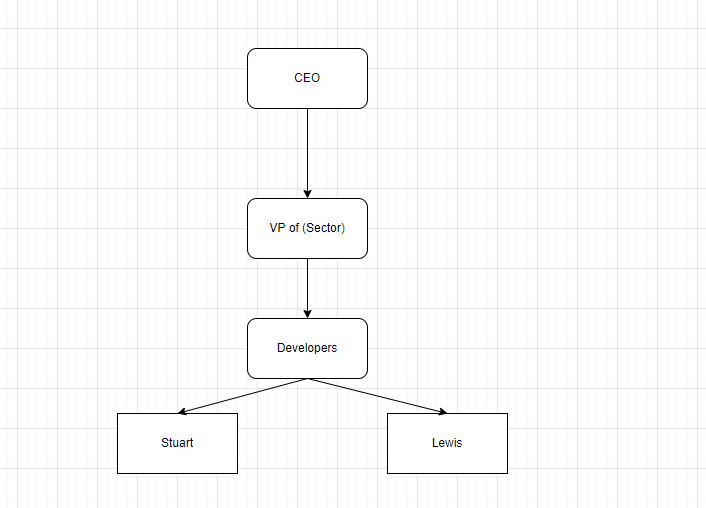 CEO
VP of (Sector)
Developers
Stuart
Lewis